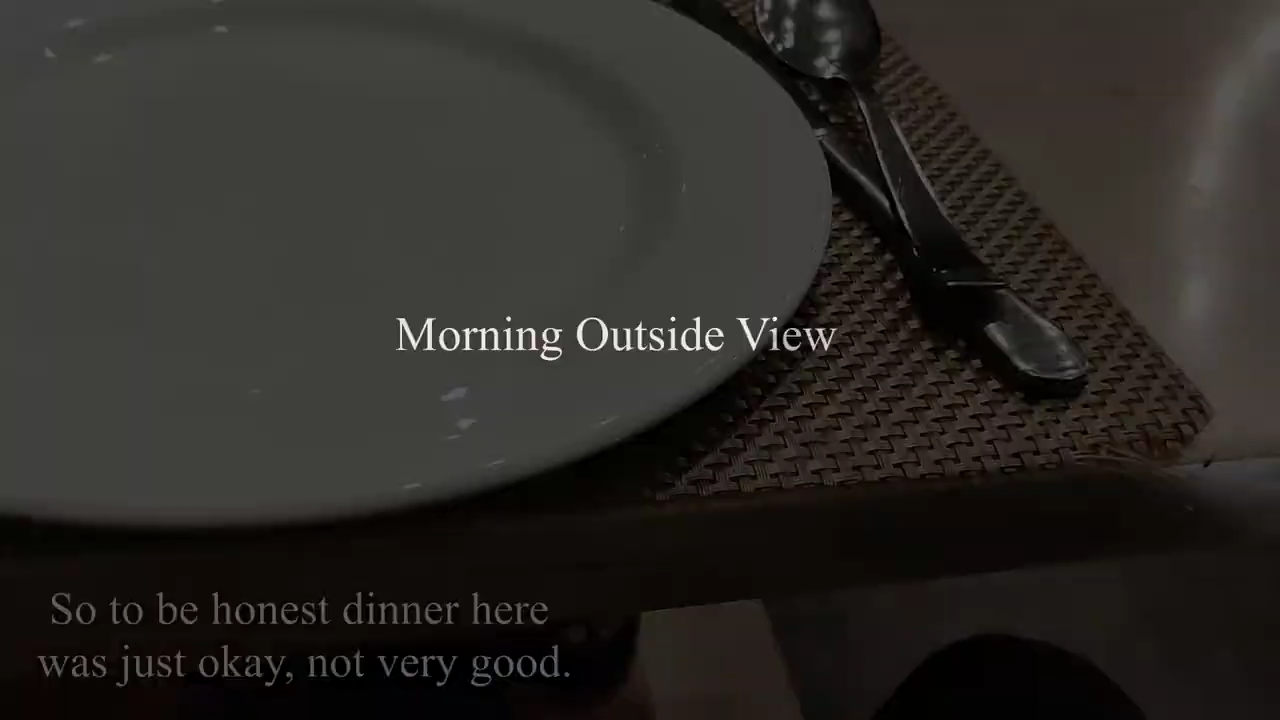 Morning Outside View
So to be honest dinner here
was just okay, not very good.